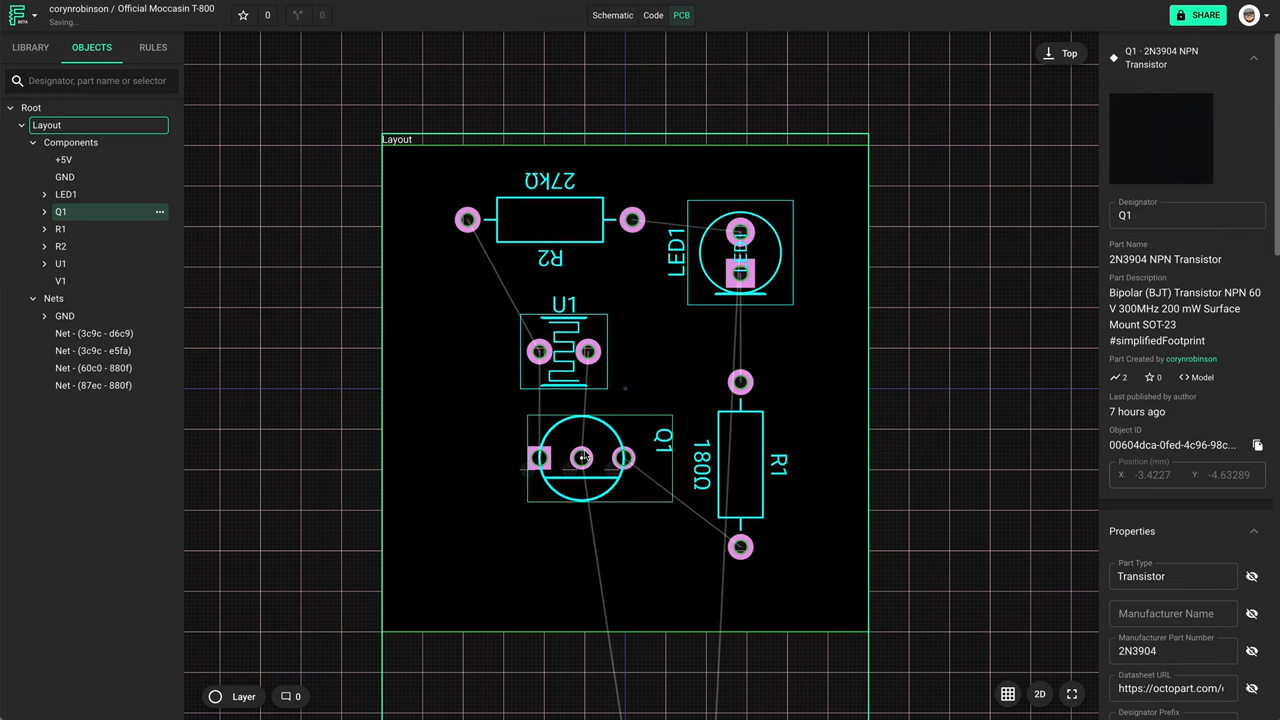 corynrobinson / Official Moccasin T-800
BETA
Saving...
0
0
Schematic Code PCB
SHARE
LIBRARY OBJECTS RULES
Designator, part name or selector
Root
Layout
Components
+5V
GND
LED1
Q1
R1
R2
U1
V1
Nets
GND
Net - (3c9c - d6c9)
Net - (3c9c - e5fa)
Net - (60c0 - 880f)
Net - (87ec - 880f)
Top
Layout
27kΩ
R2
LED1
LED1
U1
Q1
180Ω
R1
Layer
0
2D
Q1 · 2N3904 NPN
Transistor
Designator
Q1
Part Name
2N3904 NPN Transistor
Part Description
Bipolar (BJT) Transistor NPN 60
V 300MHz 200 mW Surface
Mount SOT-23
#simplifiedFootprint
Part Created by corynrobinson
2 0 Model
Last published by author
7 hours ago
Object ID
00604dca-0fed-4c96-98c...
Position (mm)
X: -3.4227 Y: -4.63289
Properties
Part Type
Transistor
Manufacturer Name
Manufacturer Part Number
2N3904
Datasheet URL
https://octopart.com/
Designator Prefix